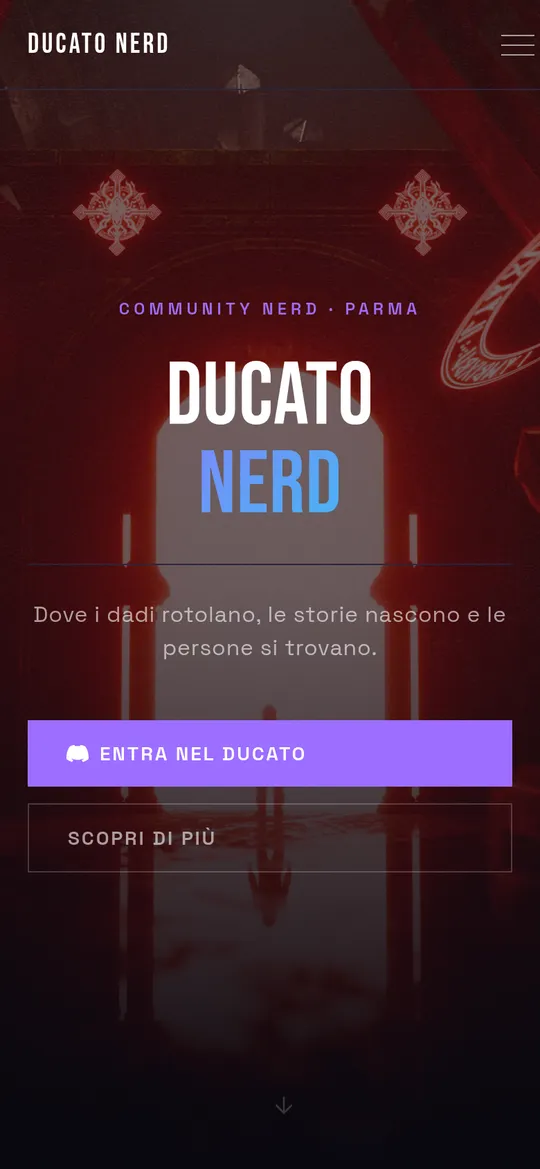 DUCATO NERD
COMMUNITY NERD · PARMA
DUCATO
NERD
Dove i dadi rotolano, le storie nascono e le
persone si trovano.
ENTRA NEL DUCATO
SCOPRI DI PIÙ